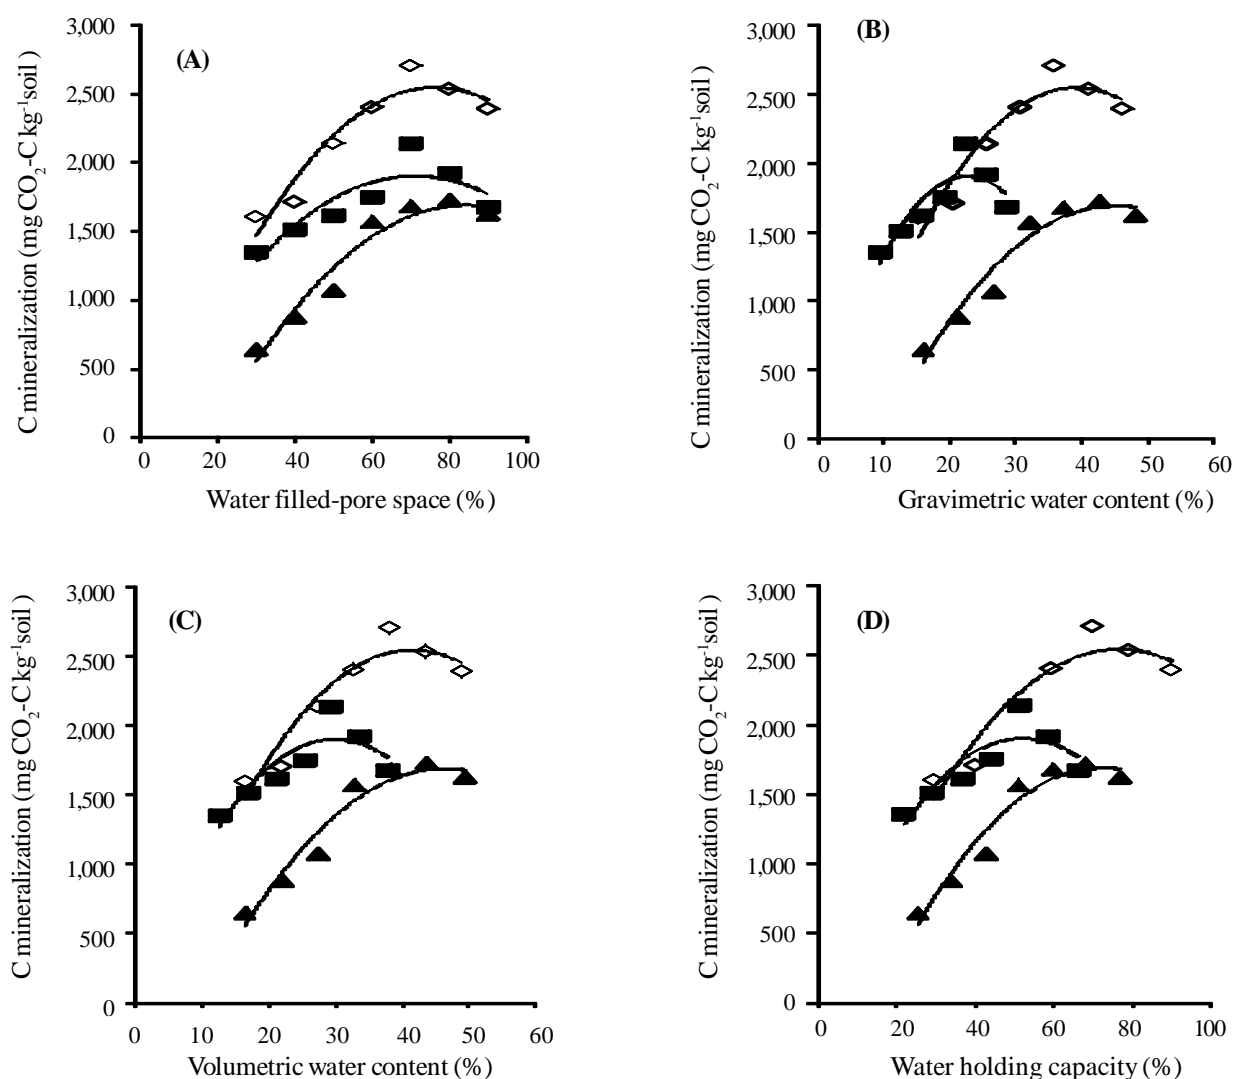 (A)
C mineralization (mg CO2-C kg-1soil )
3,000
2,500
2,000
1,500
1,000
500
0
0 20 40 60 80 100
Water filled-pore space (%)
(B)
C mineralization (mg CO2-C kg-1soil )
3,000
2,500
2,000
1,500
1,000
500
0
0 10 20 30 40 50 60
Gravimetric water content (%)
(C)
C mineralization (mg CO2-C kg-1soil )
3,000
2,500
2,000
1,500
1,000
500
0
0 10 20 30 40 50 60
Volumetric water content (%)
(D)
C mineralization (mg CO2-C kg-1soil )
3,000
2,500
2,000
1,500
1,000
500
0
0 20 40 60 80 100
Water holding capacity (%)